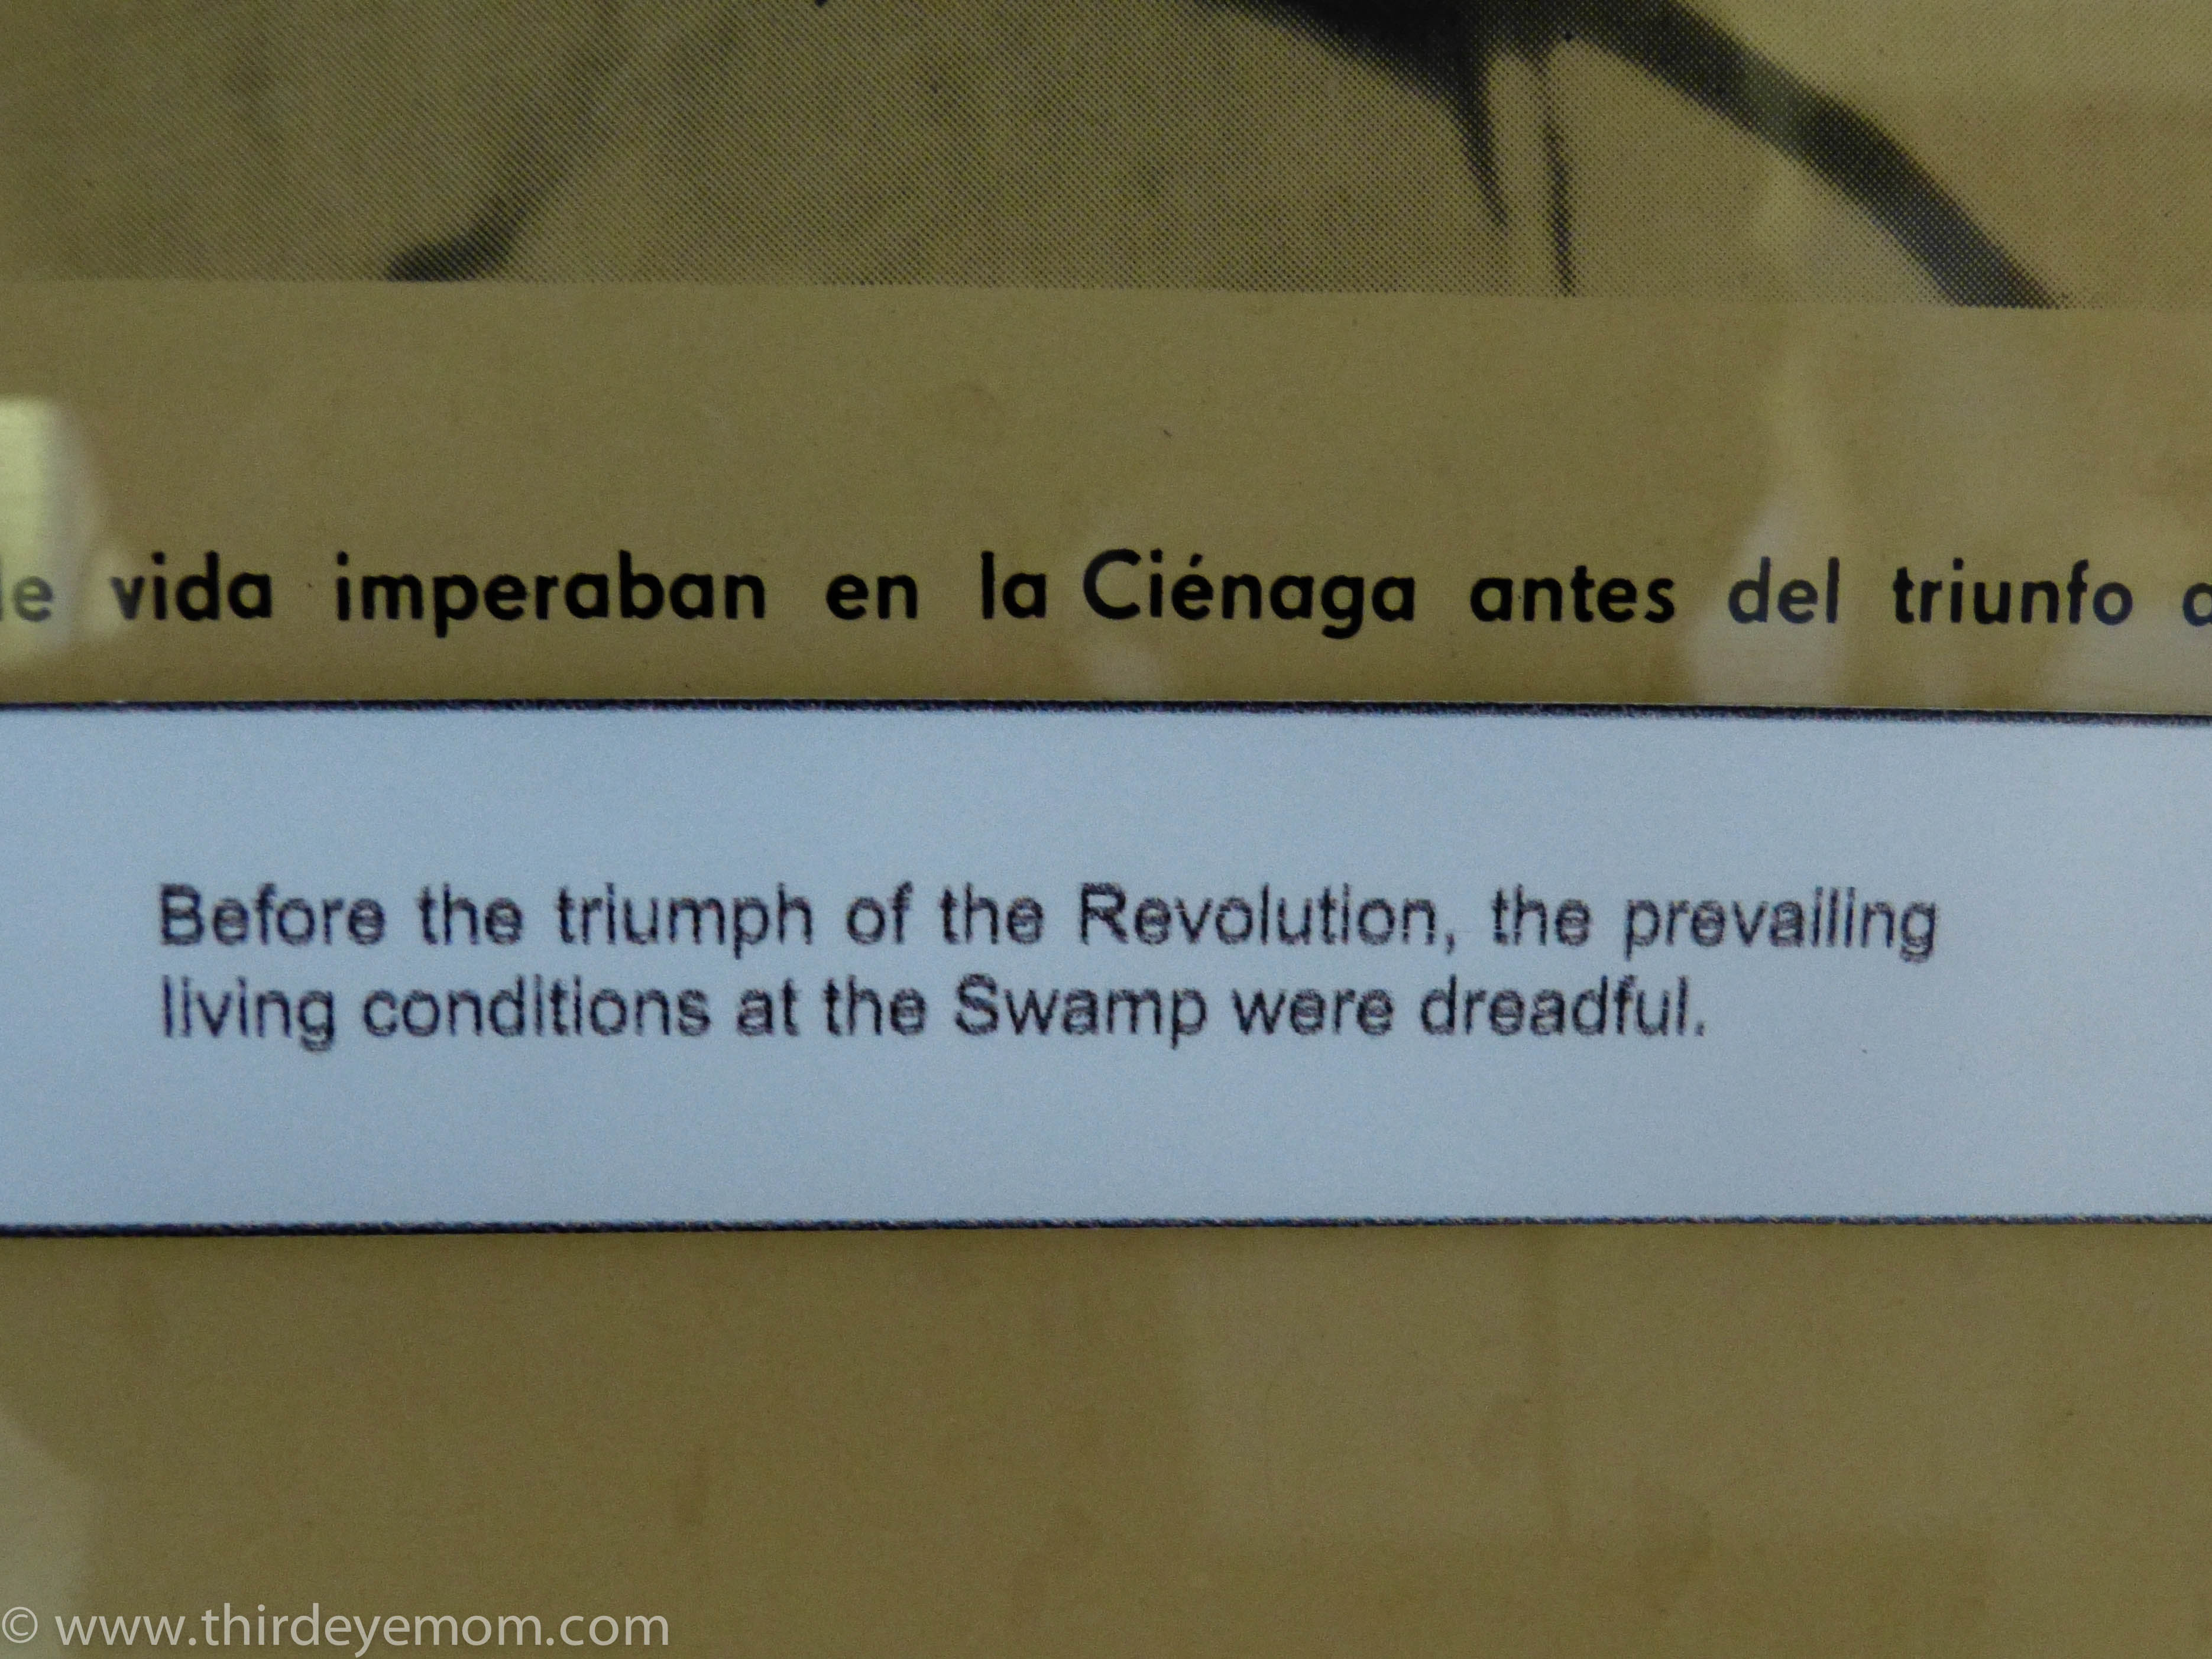 vida imperaban en la Ciénaga antes del triunfo
Before the triumph of the Revolution, the prevailing
living conditions at the Swamp were dreadful.
© www.thirdeyemom.com